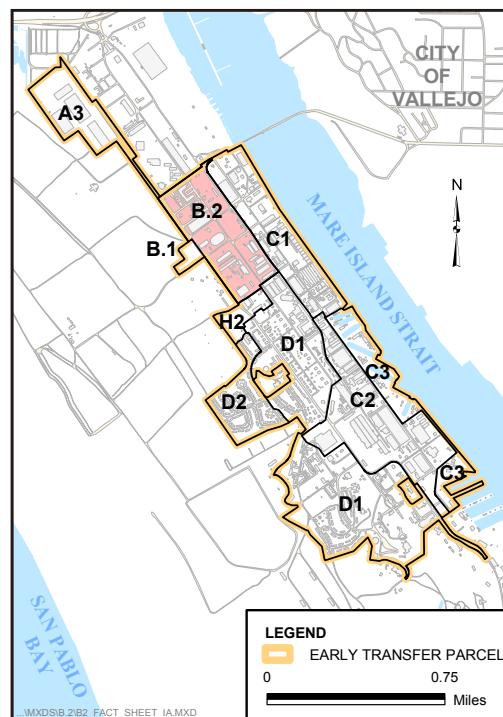 CITY
OF
VALLEJO
A3
N
B.2
MARE ISLAND STRAIT
C1
B.1
H2
D1
C3
D2
C2
C3
D1
SAN PABLO
BAY
LEGEND
EARLY TRANSFER PARCEL
0 0.75
Miles
...\MXDS\B.2\B2_FACT_SHEET_IA.MXD